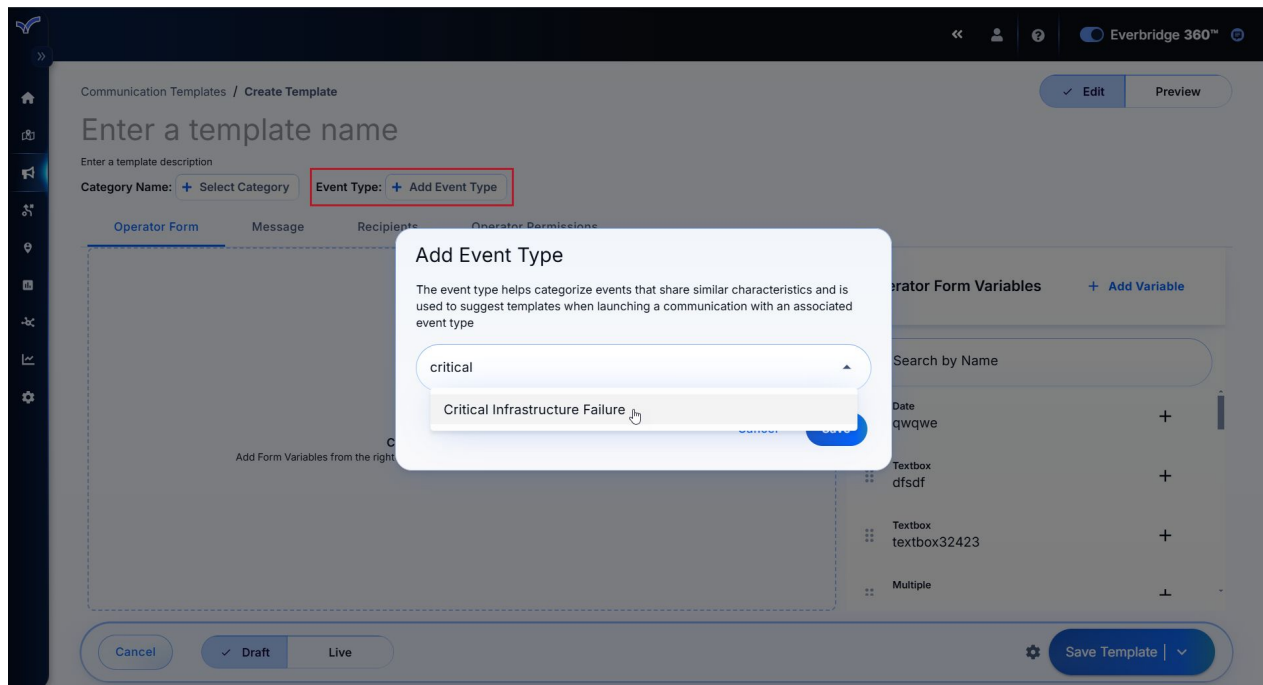 Everbridge 360™
Communication Templates / Create Template
Edit
Preview
Enter a template name
Enter a template description
Category Name: + Select Category
Event Type: + Add Event Type
Operator Form
Message
Recipients
Operator Permissions
Add Event Type
The event type helps categorize events that share similar characteristics and is
used to suggest templates when launching a communication with an associated
event type
critical
Critical Infrastructure Failure
Cancel
Save
Add Form Variables from the right
Form Variables
+ Add Variable
Search by Name
Date
qwqwe
Textbox
dfsdf
Textbox
textbox32423
Multiple
Cancel
Draft
Live
Save Template